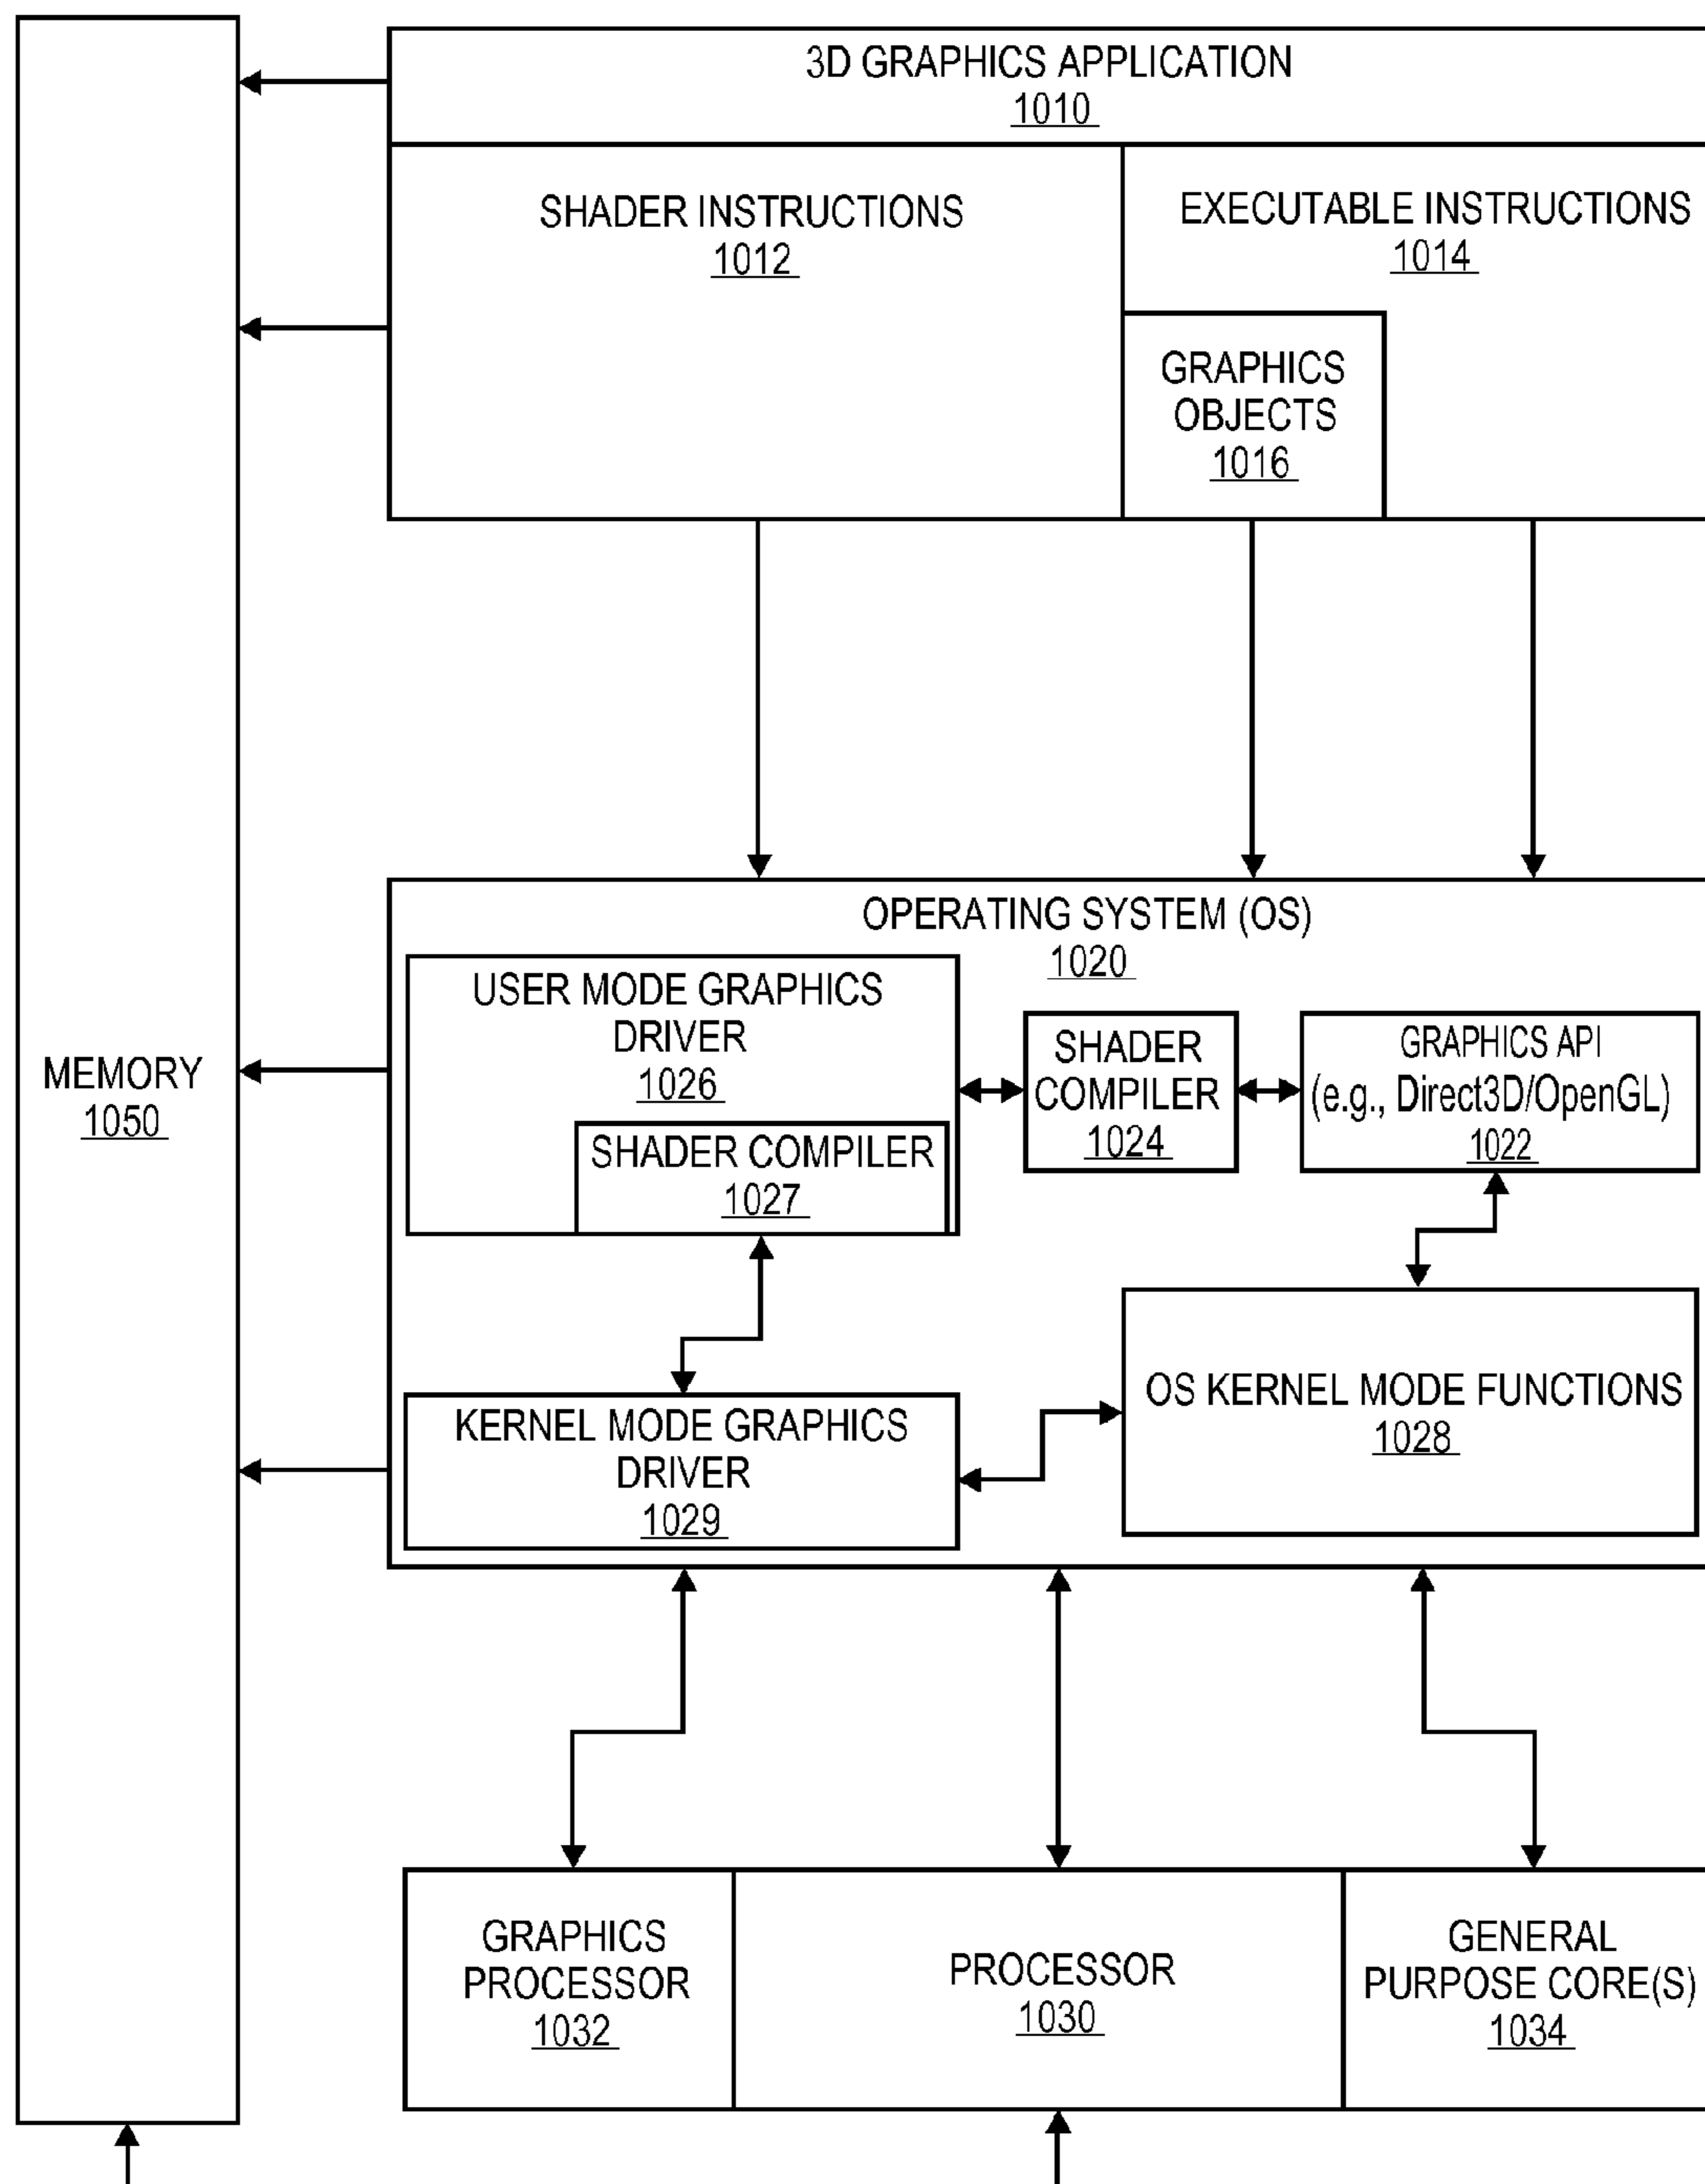 3D GRAPHICS APPLICATION
1010
SHADER INSTRUCTIONS
1012
EXECUTABLE INSTRUCTIONS
1014
GRAPHICS
OBJECTS
1016
MEMORY
1050
OPERATING SYSTEM (OS)
1020
USER MODE GRAPHICS
DRIVER
1026
SHADER COMPILER
1027
SHADER
COMPILER
1024
GRAPHICS API
(e.g., Direct3D/OpenGL)
1022
KERNEL MODE GRAPHICS
DRIVER
1029
OS KERNEL MODE FUNCTIONS
1028
GRAPHICS
PROCESSOR
1032
PROCESSOR
1030
GENERAL
PURPOSE CORE(S)
1034